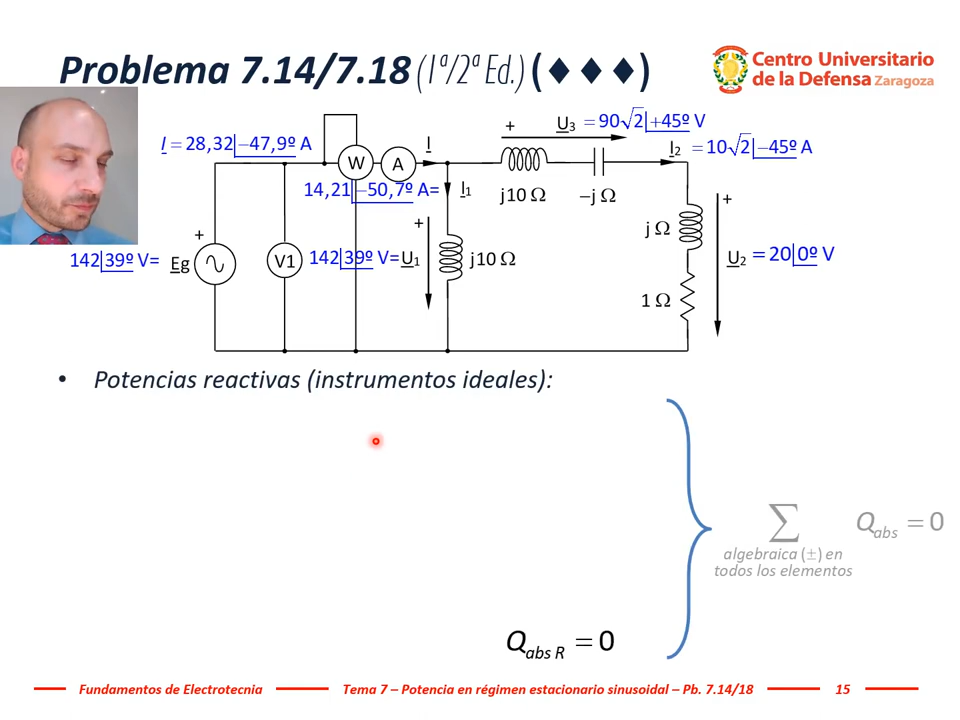 Problema 7.14/7.18 (1ª/2ª Ed.) (♦♦♦)
Centro Universitario
de la Defensa Zaragoza
I = 28,32|−47,9º A
W
A
I
+ U3 = 90√2|+45º V
I2 = 10√2|−45º A
14,21|−50,7º A= I1
j10 Ω
−j Ω
+
142|39º V= Eg
V1
142|39º V= U1
+
j10 Ω
j Ω
1 Ω
+
U2 = 20|0º V
• Potencias reactivas (instrumentos ideales):
∑ Qabs = 0
algebraica (±) en
todos los elementos
Qabs R = 0
Fundamentos de Electrotecnia
Tema 7 – Potencia en régimen estacionario sinusoidal – Pb. 7.14/18
15